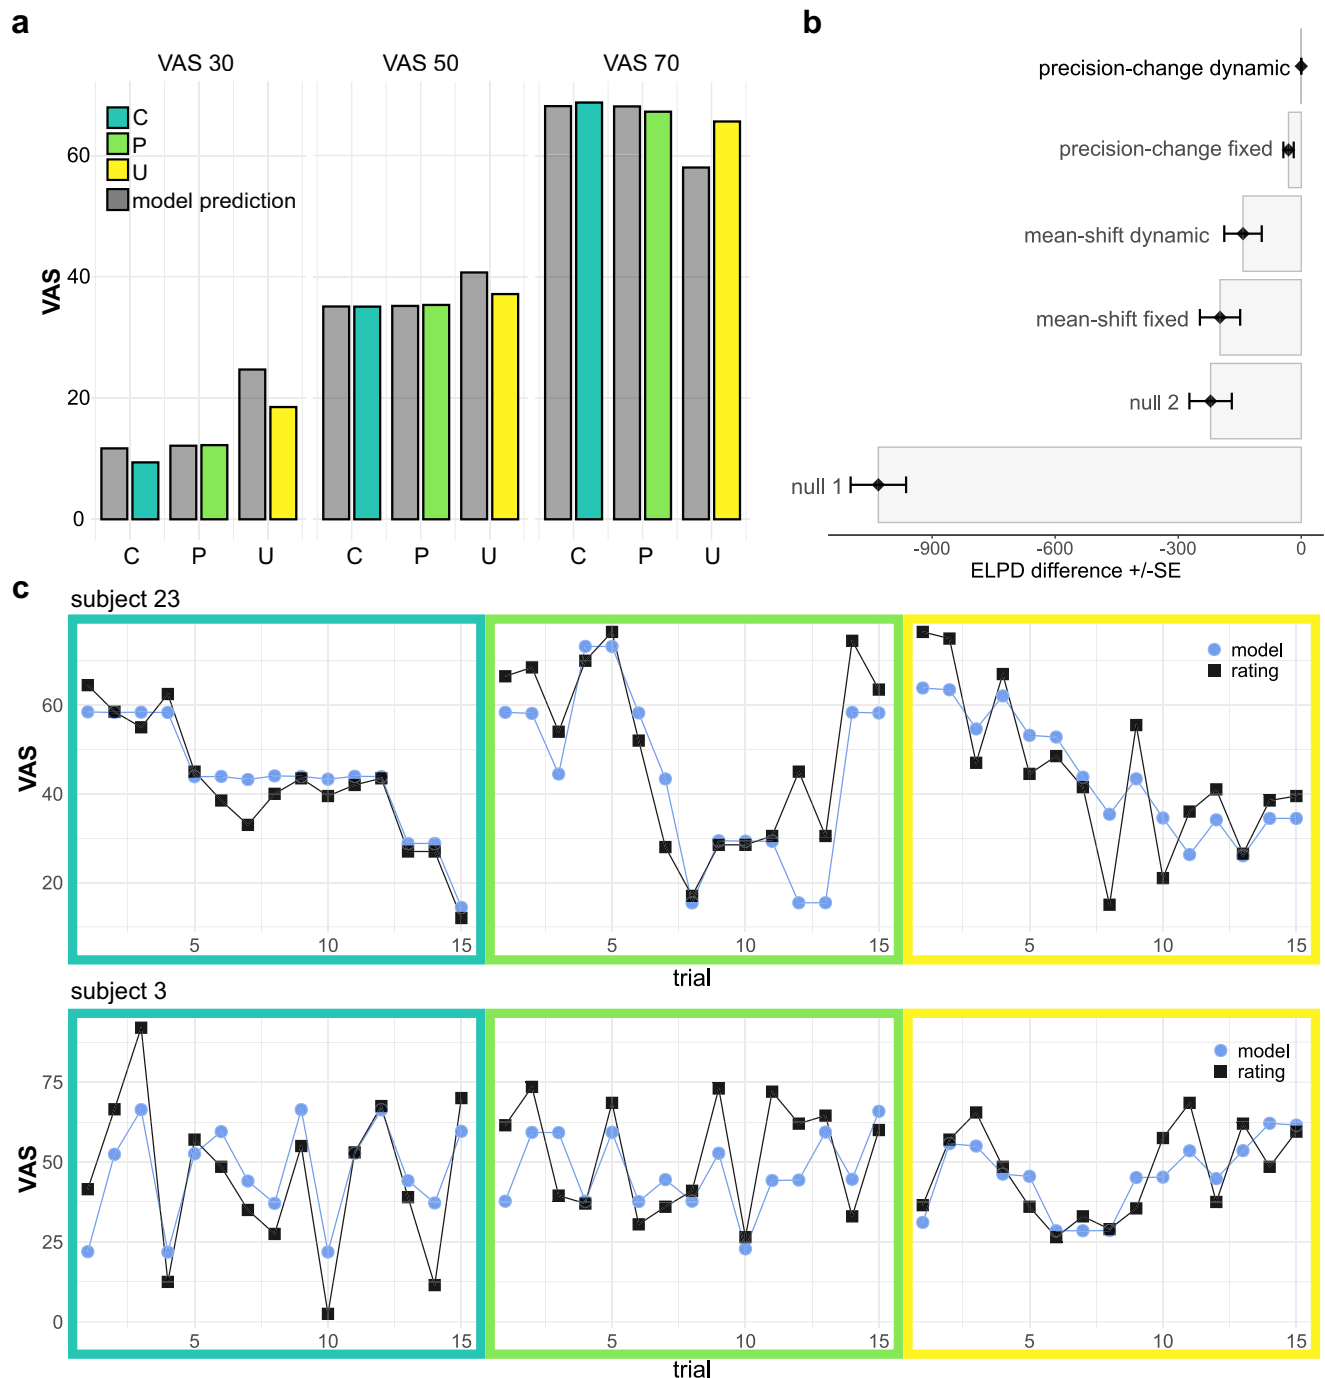 a
VAS 30
VAS 50
VAS 70
C
P
U
model prediction
VAS
60
40
20
0
C
P
U
C
P
U
C
P
U
b
precision-change dynamic
precision-change fixed
mean-shift dynamic
mean-shift fixed
null 2
null 1
-900
-600
-300
0
ELPD difference +/-SE
c
subject 23
VAS
60
40
20
5
10
15
5
10
15
5
10
15
model
rating
trial
subject 3
VAS
75
50
25
0
5
10
15
5
10
15
5
10
15
model
rating
trial